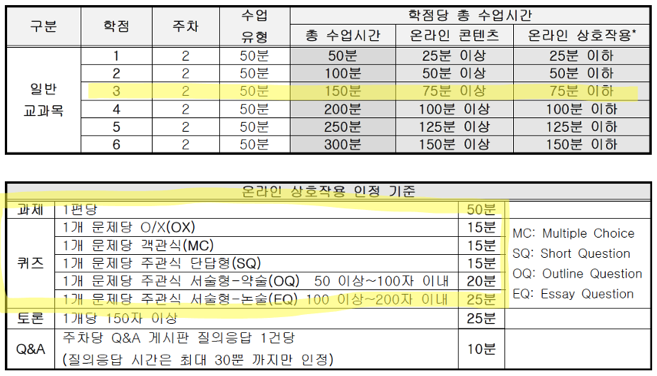 구분 학점 주차 수업 유형 학점당 총 수업시간
총 수업시간 온라인 콘텐츠 온라인 상호작용*
일반 교과목
1 2 50분 50분 25분 이상 25분 이하
2 2 50분 100분 50분 이상 50분 이하
3 2 50분 150분 75분 이상 75분 이하
4 2 50분 200분 100분 이상 100분 이하
5 2 50분 250분 125분 이상 125분 이하
6 2 50분 300분 150분 이상 150분 이하
온라인 상호작용 인정 기준
과제 1편당 50분
퀴즈
1개 문제당 O/X(OX) 15분
1개 문제당 객관식(MC) 15분
1개 문제당 주관식 단답형(SQ) 15분
1개 문제당 주관식 서술형-약술(OQ) 50 이상~100자 이내 20분
1개 문제당 주관식 서술형-논술(EQ) 100 이상~200자 이내 25분
MC: Multiple Choice
SQ: Short Question
OQ: Outline Question
EQ: Essay Question
토론 1개당 150자 이상 25분
Q&A 주차당 Q&A 게시판 질의응답 1건당 10분
(질의응답 시간은 최대 30분 까지만 인정)